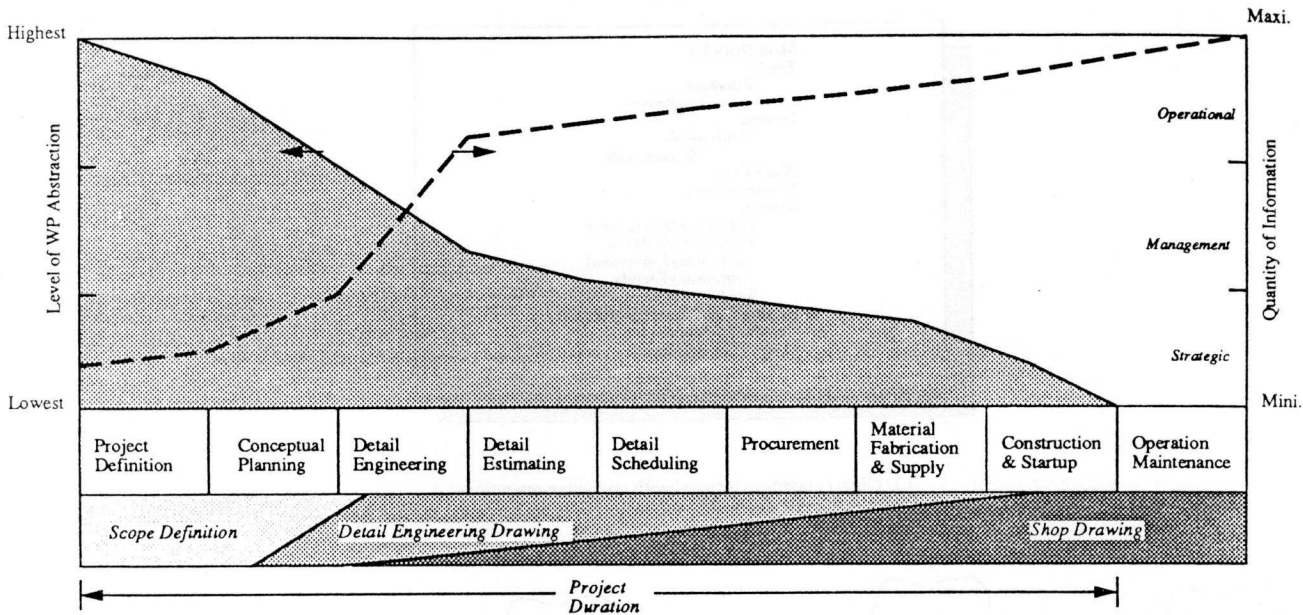 Maxi.
Highest
Operational
Level of WP Abstraction
Quantity of Information
Management
Strategic
Lowest
Mini.
Project
Definition
Conceptual
Planning
Detail
Engineering
Detail
Estimating
Detail
Scheduling
Procurement
Material
Fabrication
& Supply
Construction
& Startup
Operation
Maintenance
Scope Definition
Detail Engineering Drawing
Shop Drawing
Project
Duration